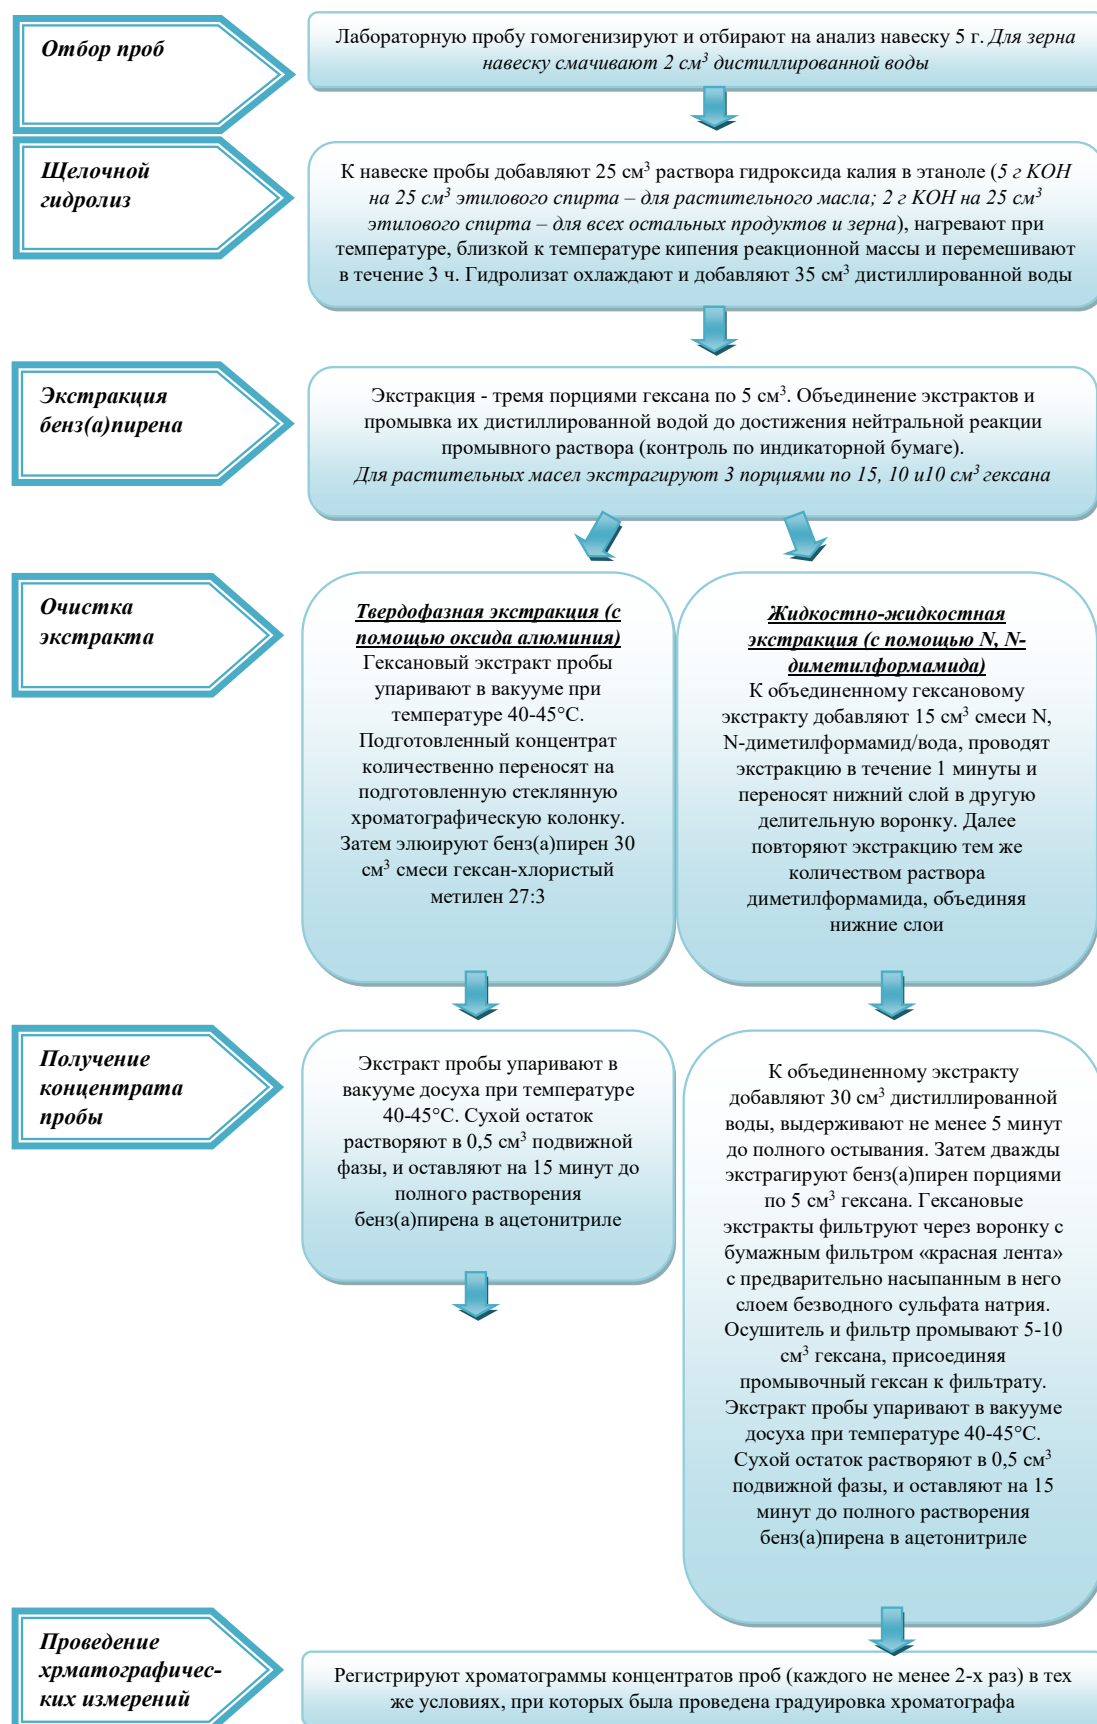 Отбор проб
Лабораторную пробу гомогенизируют и отбирают на анализ навеску 5 г. Для зерна
навеску смачивают 2 см³ дистиллированной воды
Щелочной
гидролиз
К навеске пробы добавляют 25 см³ раствора гидроксида калия в этаноле (5 г KOH
на 25 см³ этилового спирта – для растительного масла; 2 г KOH на 25 см³
этилового спирта – для всех остальных продуктов и зерна), нагревают при
температуре, близкой к температуре кипения реакционной массы и перемешивают
в течение 3 ч. Гидролизат охлаждают и добавляют 35 см³ дистиллированной воды
Экстракция
бенз(а)пирена
Экстракция - тремя порциями гексана по 5 см³. Объединение экстрактов и
промывка их дистиллированной водой до достижения нейтральной реакции
промывного раствора (контроль по индикаторной бумаге).
Для растительных масел экстрагируют 3 порциями по 15, 10 и10 см³ гексана
Очистка
экстракта
Твердофазная экстракция (с
помощью оксида алюминия)
Гексановый экстракт пробы
упаривают в вакууме при
температуре 40-45°С.
Подготовленный концентрат
количественно переносят на
подготовленную стеклянную
хроматографическую колонку.
Затем элюируют бенз(а)пирен 30
см³ смеси гексан-хлористый
метилен 27:3
Жидкостно-жидкостная
экстракция (с помощью N, N-
диметилформамида)
К объединенному гексановому
экстракту добавляют 15 см³ смеси N,
N-диметилформамид/вода, проводят
экстракцию в течение 1 минуты и
переносят нижний слой в другую
делительную воронку. Далее
повторяют экстракцию тем же
количеством раствора
диметилформамида, объединяя
нижние слои
Получение
концентрата
пробы
Экстракт пробы упаривают в
вакууме досуха при температуре
40-45°С. Сухой остаток
растворяют в 0,5 см³ подвижной
фазы, и оставляют на 15 минут до
полного растворения
бенз(а)пирена в ацетонитриле
К объединенному экстракту
добавляют 30 см³ дистиллированной
воды, выдерживают не менее 5 минут
до полного остывания. Затем дважды
экстрагируют бенз(а)пирен порциями
по 5 см³ гексана. Гексановые
экстракты фильтруют через воронку с
бумажным фильтром «красная лента»
с предварительно насыпанным в него
слоем безводного сульфата натрия.
Осушитель и фильтр промывают 5-10
см³ гексана, присоединяя
промывочный гексан к фильтрату.
Экстракт пробы упаривают в вакууме
досуха при температуре 40-45°С.
Сухой остаток растворяют в 0,5 см³
подвижной фазы, и оставляют на 15
минут до полного растворения
бенз(а)пирена в ацетонитриле
Проведение
хрматографичес-
ких измерений
Регистрируют хроматограммы концентратов проб (каждого не менее 2-х раз) в тех
же условиях, при которых была проведена градуировка хроматографа